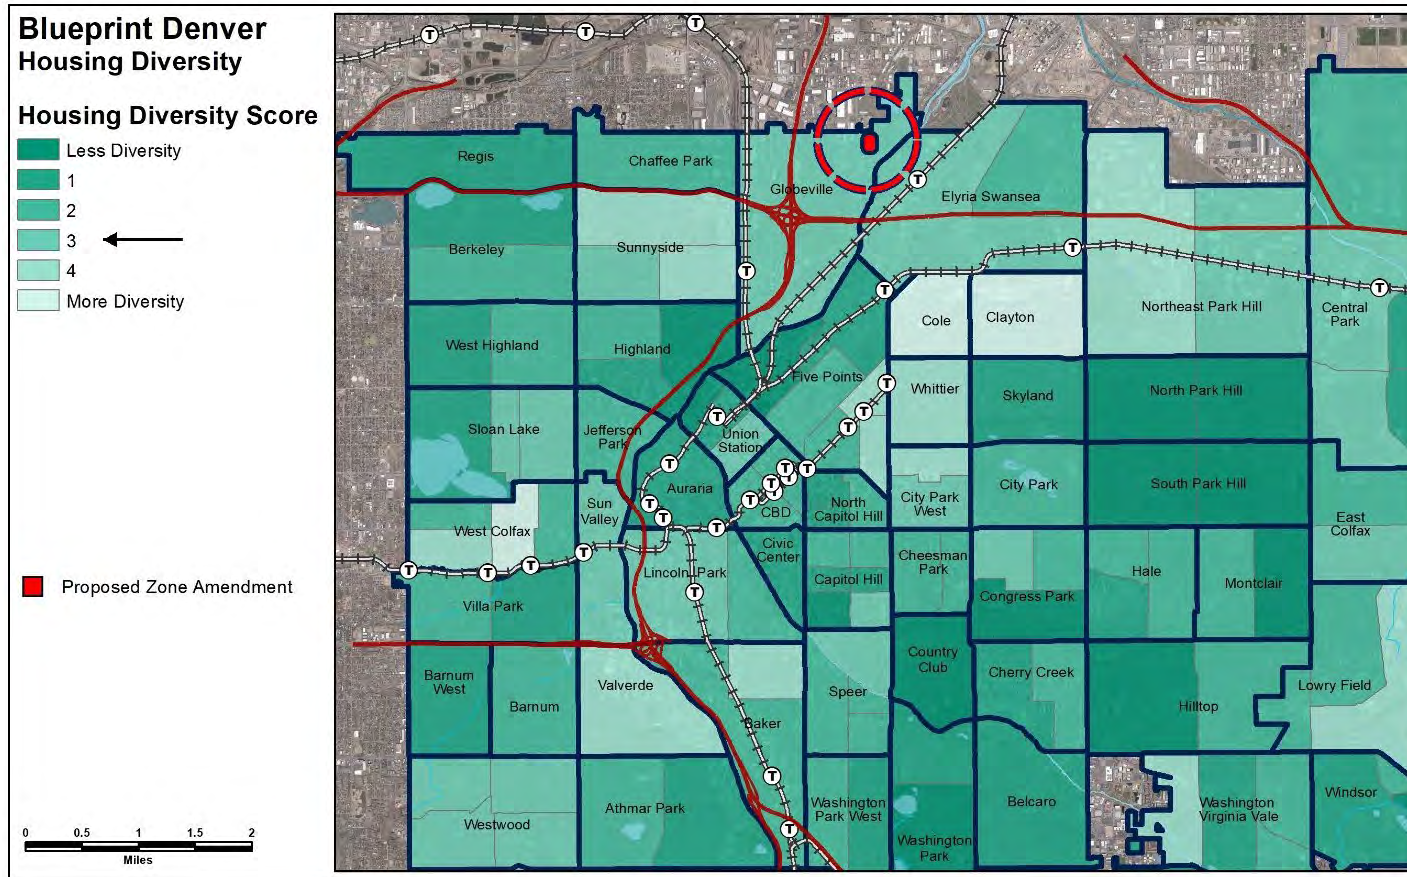 Blueprint Denver
Housing Diversity
Housing Diversity Score
Less Diversity
1
2
3
4
More Diversity
Proposed Zone Amendment
0 0.5 1 1.5 2
Miles
T
T
T
Regis
Chaffee Park
Globeville
T
Elyria Swansea
Berkeley
Sunnyside
T
T
T
T
Northeast Park Hill
Central
Park
Cole
Clayton
West Highland
Highland
Five Points
T
Whittier
Skyland
North Park Hill
Sloan Lake
Jefferson
Park
T
Union
Station
T
T
T
Auraria
T
T
T
T
T
T
T
T
T
CBD
North
Capitol Hill
City Park
West
City Park
South Park Hill
East
Colfax
West Colfax
Sun
Valley
T
T
T
T
T
Civic
Center
Lincoln Park
T
Capitol Hill
Cheesman
Park
Congress Park
Hale
Montclair
Villa Park
Barnum
West
Barnum
Valverde
Baker
Speer
Country
Club
Cherry Creek
Hilltop
Lowry Field
T
T
Westwood
Athmar Park
Washington
Park West
Washington
Park
Belcaro
Washington
Virginia Vale
Windsor